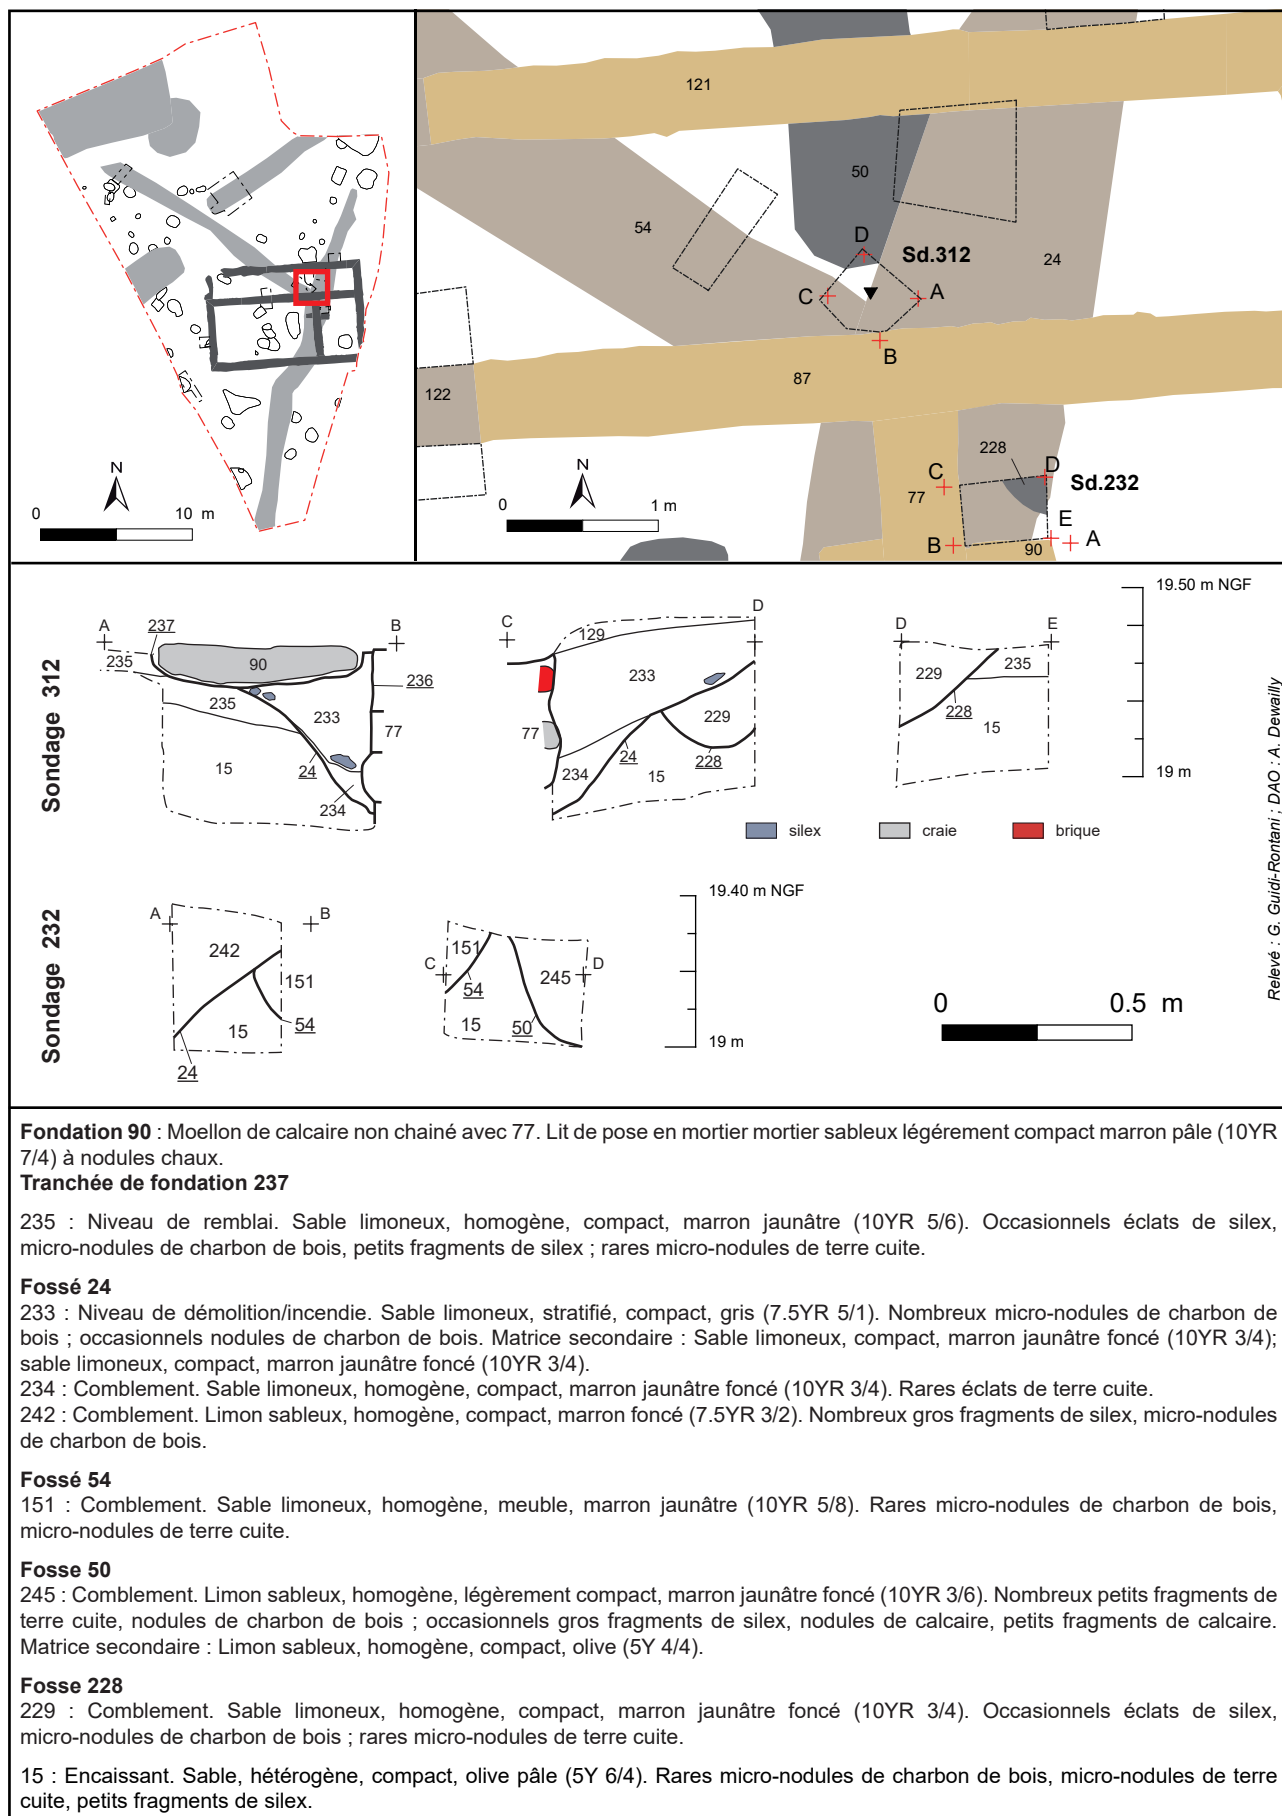 N
0 10 m
121
50
54
24
D
Sd.312
C
A
B
87
122
228
D
C
Sd.232
77
E
B
90
A
N
0 1 m
Sondage 312
A
237
B
235
90
236
235
233
77
24
15
234
C
D
129
233
229
77
24
228
234
15
D
E
229
235
228
15
19.50 m NGF
19 m
silex
craie
brique
Sondage 232
A
B
242
151
15
54
24
151
C
D
245
54
15
50
19.40 m NGF
19 m
0 0.5 m
Relevé : G. Guidi-Rontani ; DAO : A. Dewailly
Fondation 90 : Moellon de calcaire non chainé avec 77. Lit de pose en mortier mortier sableux légérement compact marron pâle (10YR
7/4) à nodules chaux.
Tranchée de fondation 237
235 : Niveau de remblai. Sable limoneux, homogène, compact, marron jaunâtre (10YR 5/6). Occasionnels éclats de silex,
micro-nodules de charbon de bois, petits fragments de silex ; rares micro-nodules de terre cuite.
Fossé 24
233 : Niveau de démolition/incendie. Sable limoneux, stratifié, compact, gris (7.5YR 5/1). Nombreux micro-nodules de charbon de
bois ; occasionnels nodules de charbon de bois. Matrice secondaire : Sable limoneux, compact, marron jaunâtre foncé (10YR 3/4);
sable limoneux, compact, marron jaunâtre foncé (10YR 3/4).
234 : Comblement. Sable limoneux, homogène, compact, marron jaunâtre foncé (10YR 3/4). Rares éclats de terre cuite.
242 : Comblement. Limon sableux, homogène, compact, marron foncé (7.5YR 3/2). Nombreux gros fragments de silex, micro-nodules
de charbon de bois.
Fossé 54
151 : Comblement. Sable limoneux, homogène, meuble, marron jaunâtre (10YR 5/8). Rares micro-nodules de charbon de bois,
micro-nodules de terre cuite.
Fosse 50
245 : Comblement. Limon sableux, homogène, légèrement compact, marron jaunâtre foncé (10YR 3/6). Nombreux petits fragments de
terre cuite, nodules de charbon de bois ; occasionnels gros fragments de silex, nodules de calcaire, petits fragments de calcaire.
Matrice secondaire : Limon sableux, homogène, compact, olive (5Y 4/4).
Fosse 228
229 : Comblement. Sable limoneux, homogène, compact, marron jaunâtre foncé (10YR 3/4). Occasionnels éclats de silex,
micro-nodules de charbon de bois ; rares micro-nodules de terre cuite.
15 : Encaissant. Sable, hétérogène, compact, olive pâle (5Y 6/4). Rares micro-nodules de charbon de bois, micro-nodules de terre
cuite, petits fragments de silex.